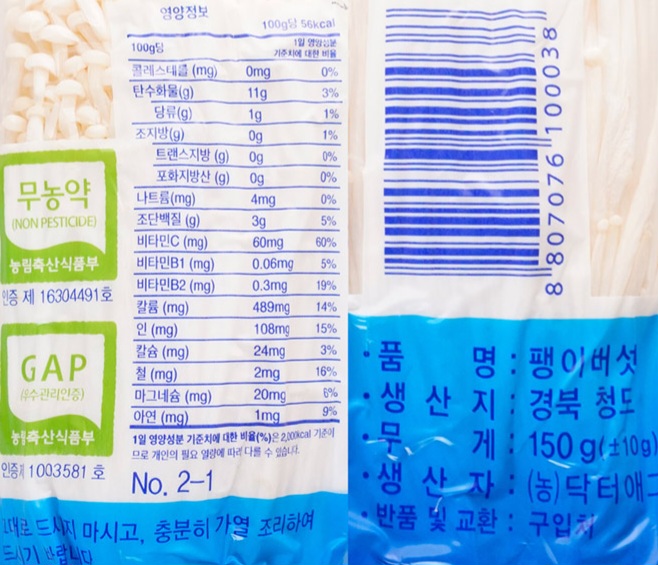 영양정보
100g당 56kcal
100g당
1일 영양성분
기준치에 대한 비율
콜레스테롤 (mg) 0mg 0%
탄수화물(g) 11g 3%
당류(g) 1g 1%
조지방(g) 0g 1%
트랜스지방 (g) 0g 0%
포화지방산 (g) 0g 0%
나트륨(mg) 4mg 0%
조단백질 (g) 3g 5%
비타민C (mg) 60mg 60%
비타민B1 (mg) 0.06mg 5%
비타민B2 (mg) 0.3mg 19%
칼륨 (mg) 489mg 14%
인 (mg) 108mg 15%
칼슘 (mg) 24mg 3%
철 (mg) 2mg 16%
마그네슘 (mg) 20mg 6%
아연 (mg) 1mg 9%
1일 영양성분 기준치에 대한 비율(%)은 2,000kcal 기준이
므로 개인의 필요 열량에 따라 다를 수 있습니다.
No. 2-1
무농약
(NON PESTICIDE)
농림축산식품부
인증 제 16304491호
GAP
(우수관리인증)
농림축산식품부
인증제 1003581 호
드시지 마시고, 충분히 가열 조리하여
드시기 바랍니다
8 807076 100038
·품 명 : 팽이버섯
·생 산 지 : 경북 청도
·무 게 : 150g(±10g)
·생 산 자 : (농)닥터애그
·반품 및 교환 : 구입처